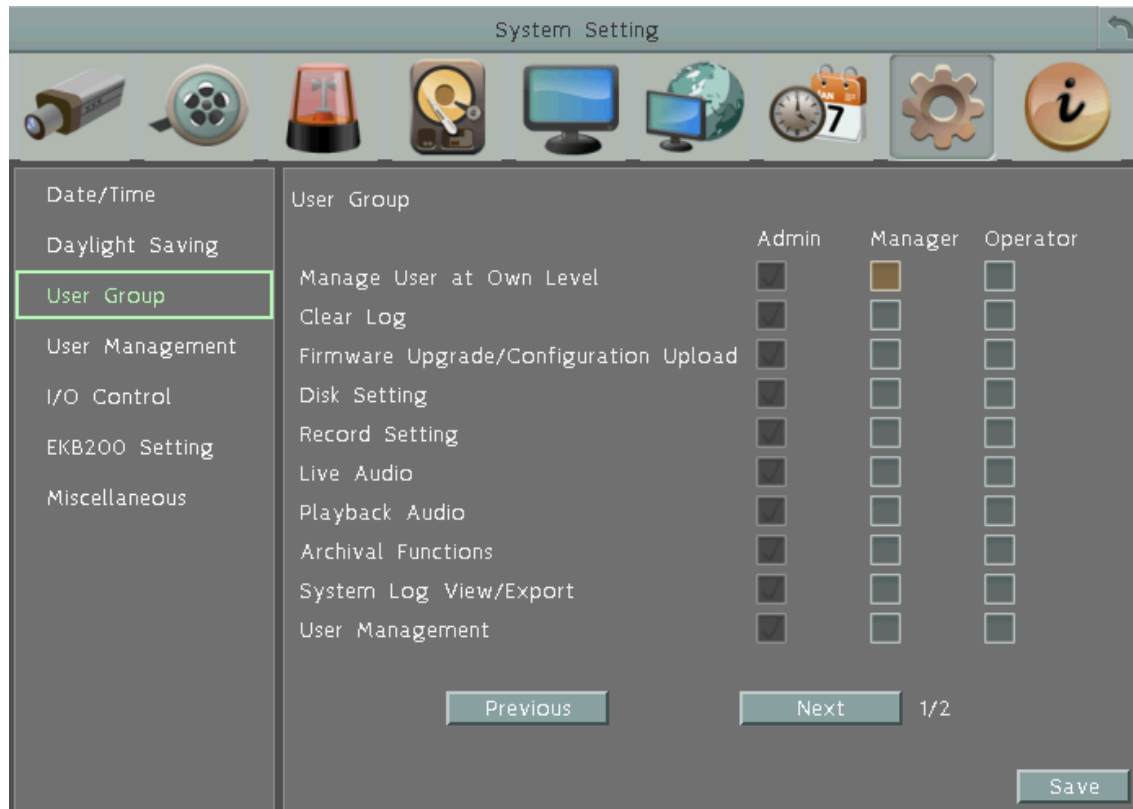 System Setting
JAN
7
i
Date/Time
Daylight Saving
User Group
User Management
I/O Control
EKB200 Setting
Miscellaneous
User Group
Admin Manager Operator
Manage User at Own Level
Clear Log
Firmware Upgrade/Configuration Upload
Disk Setting
Record Setting
Live Audio
Playback Audio
Archival Functions
System Log View/Export
User Management
Previous Next 1/2
Save